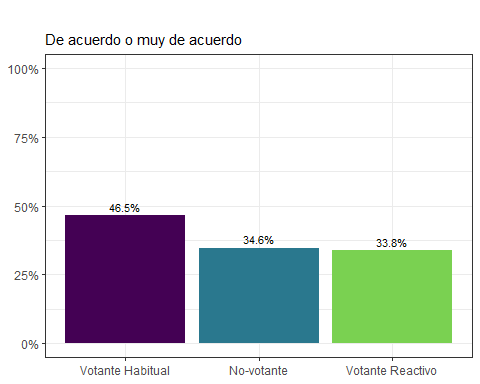 De acuerdo o muy de acuerdo
100%
75%
50%
25%
0%
46.5%
34.6%
33.8%
Votante Habitual
No-votante
Votante Reactivo